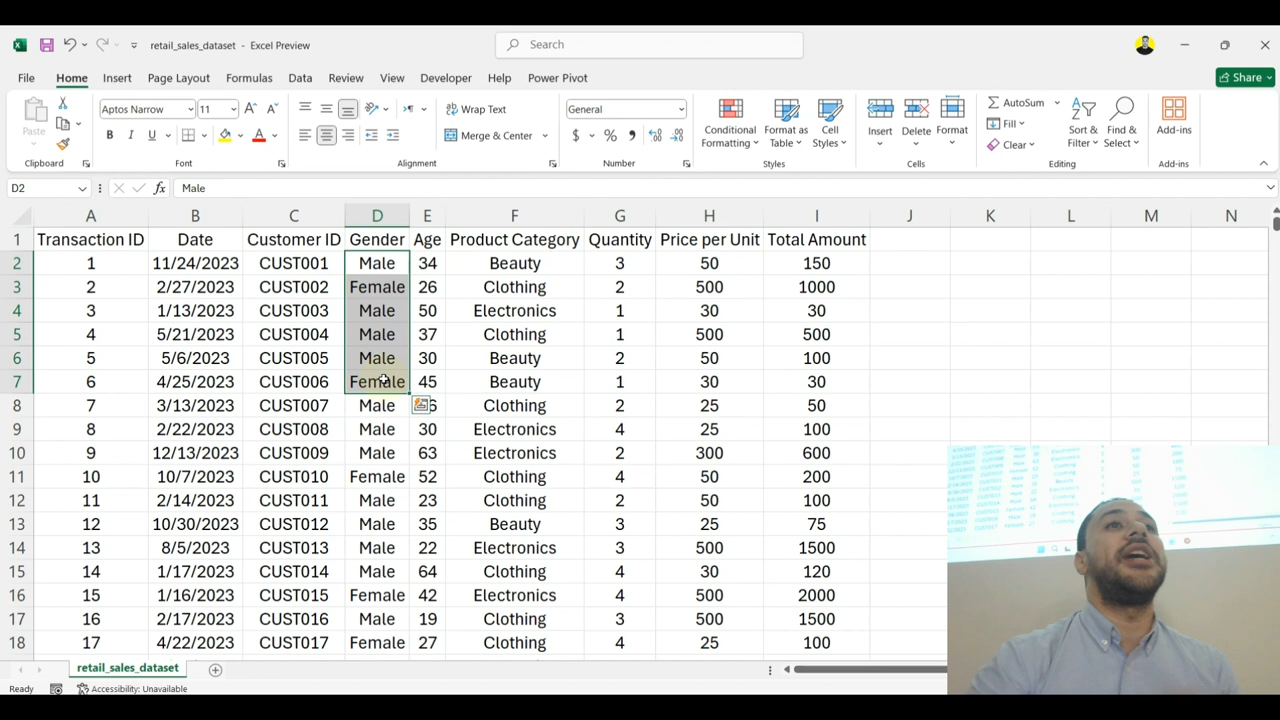 retail_sales_dataset - Excel Preview
Search
File Home Insert Page Layout Formulas Data Review View Developer Help Power Pivot
Share
Paste
Clipboard
Aptos Narrow 11
B I U
Font
Wrap Text
Merge & Center
Alignment
General
$ % ,
Number
Conditional Formatting
Format as Table
Cell Styles
Styles
Insert Delete Format
Cells
AutoSum
Fill
Clear
Sort & Filter
Find & Select
Editing
Add-ins
Add-ins
D2 fx Male
A B C D E F G H I J K L M N
1 Transaction ID Date Customer ID Gender Age Product Category Quantity Price per Unit Total Amount
2 1 11/24/2023 CUST001 Male 34 Beauty 3 50 150
3 2 2/27/2023 CUST002 Female 26 Clothing 2 500 1000
4 3 1/13/2023 CUST003 Male 50 Electronics 1 30 30
5 4 5/21/2023 CUST004 Male 37 Clothing 1 500 500
6 5 5/6/2023 CUST005 Male 30 Beauty 2 50 100
7 6 4/25/2023 CUST006 Female 45 Beauty 1 30 30
8 7 3/13/2023 CUST007 Male Clothing 2 25 50
9 8 2/22/2023 CUST008 Male 30 Electronics 4 25 100
10 9 12/13/2023 CUST009 Male 63 Electronics 2 300 600
11 10 10/7/2023 CUST010 Female 52 Clothing 4 50 200
12 11 2/14/2023 CUST011 Male 23 Clothing 2 50 100
13 12 10/30/2023 CUST012 Male 35 Beauty 3 25 75
14 13 8/5/2023 CUST013 Male 22 Electronics 3 500 1500
15 14 1/17/2023 CUST014 Male 64 Clothing 4 30 120
16 15 1/16/2023 CUST015 Female 42 Electronics 4 500 2000
17 16 2/17/2023 CUST016 Male 19 Clothing 3 500 1500
18 17 4/22/2023 CUST017 Female 27 Clothing 4 25 100
retail_sales_dataset
Ready Accessibility: Unavailable